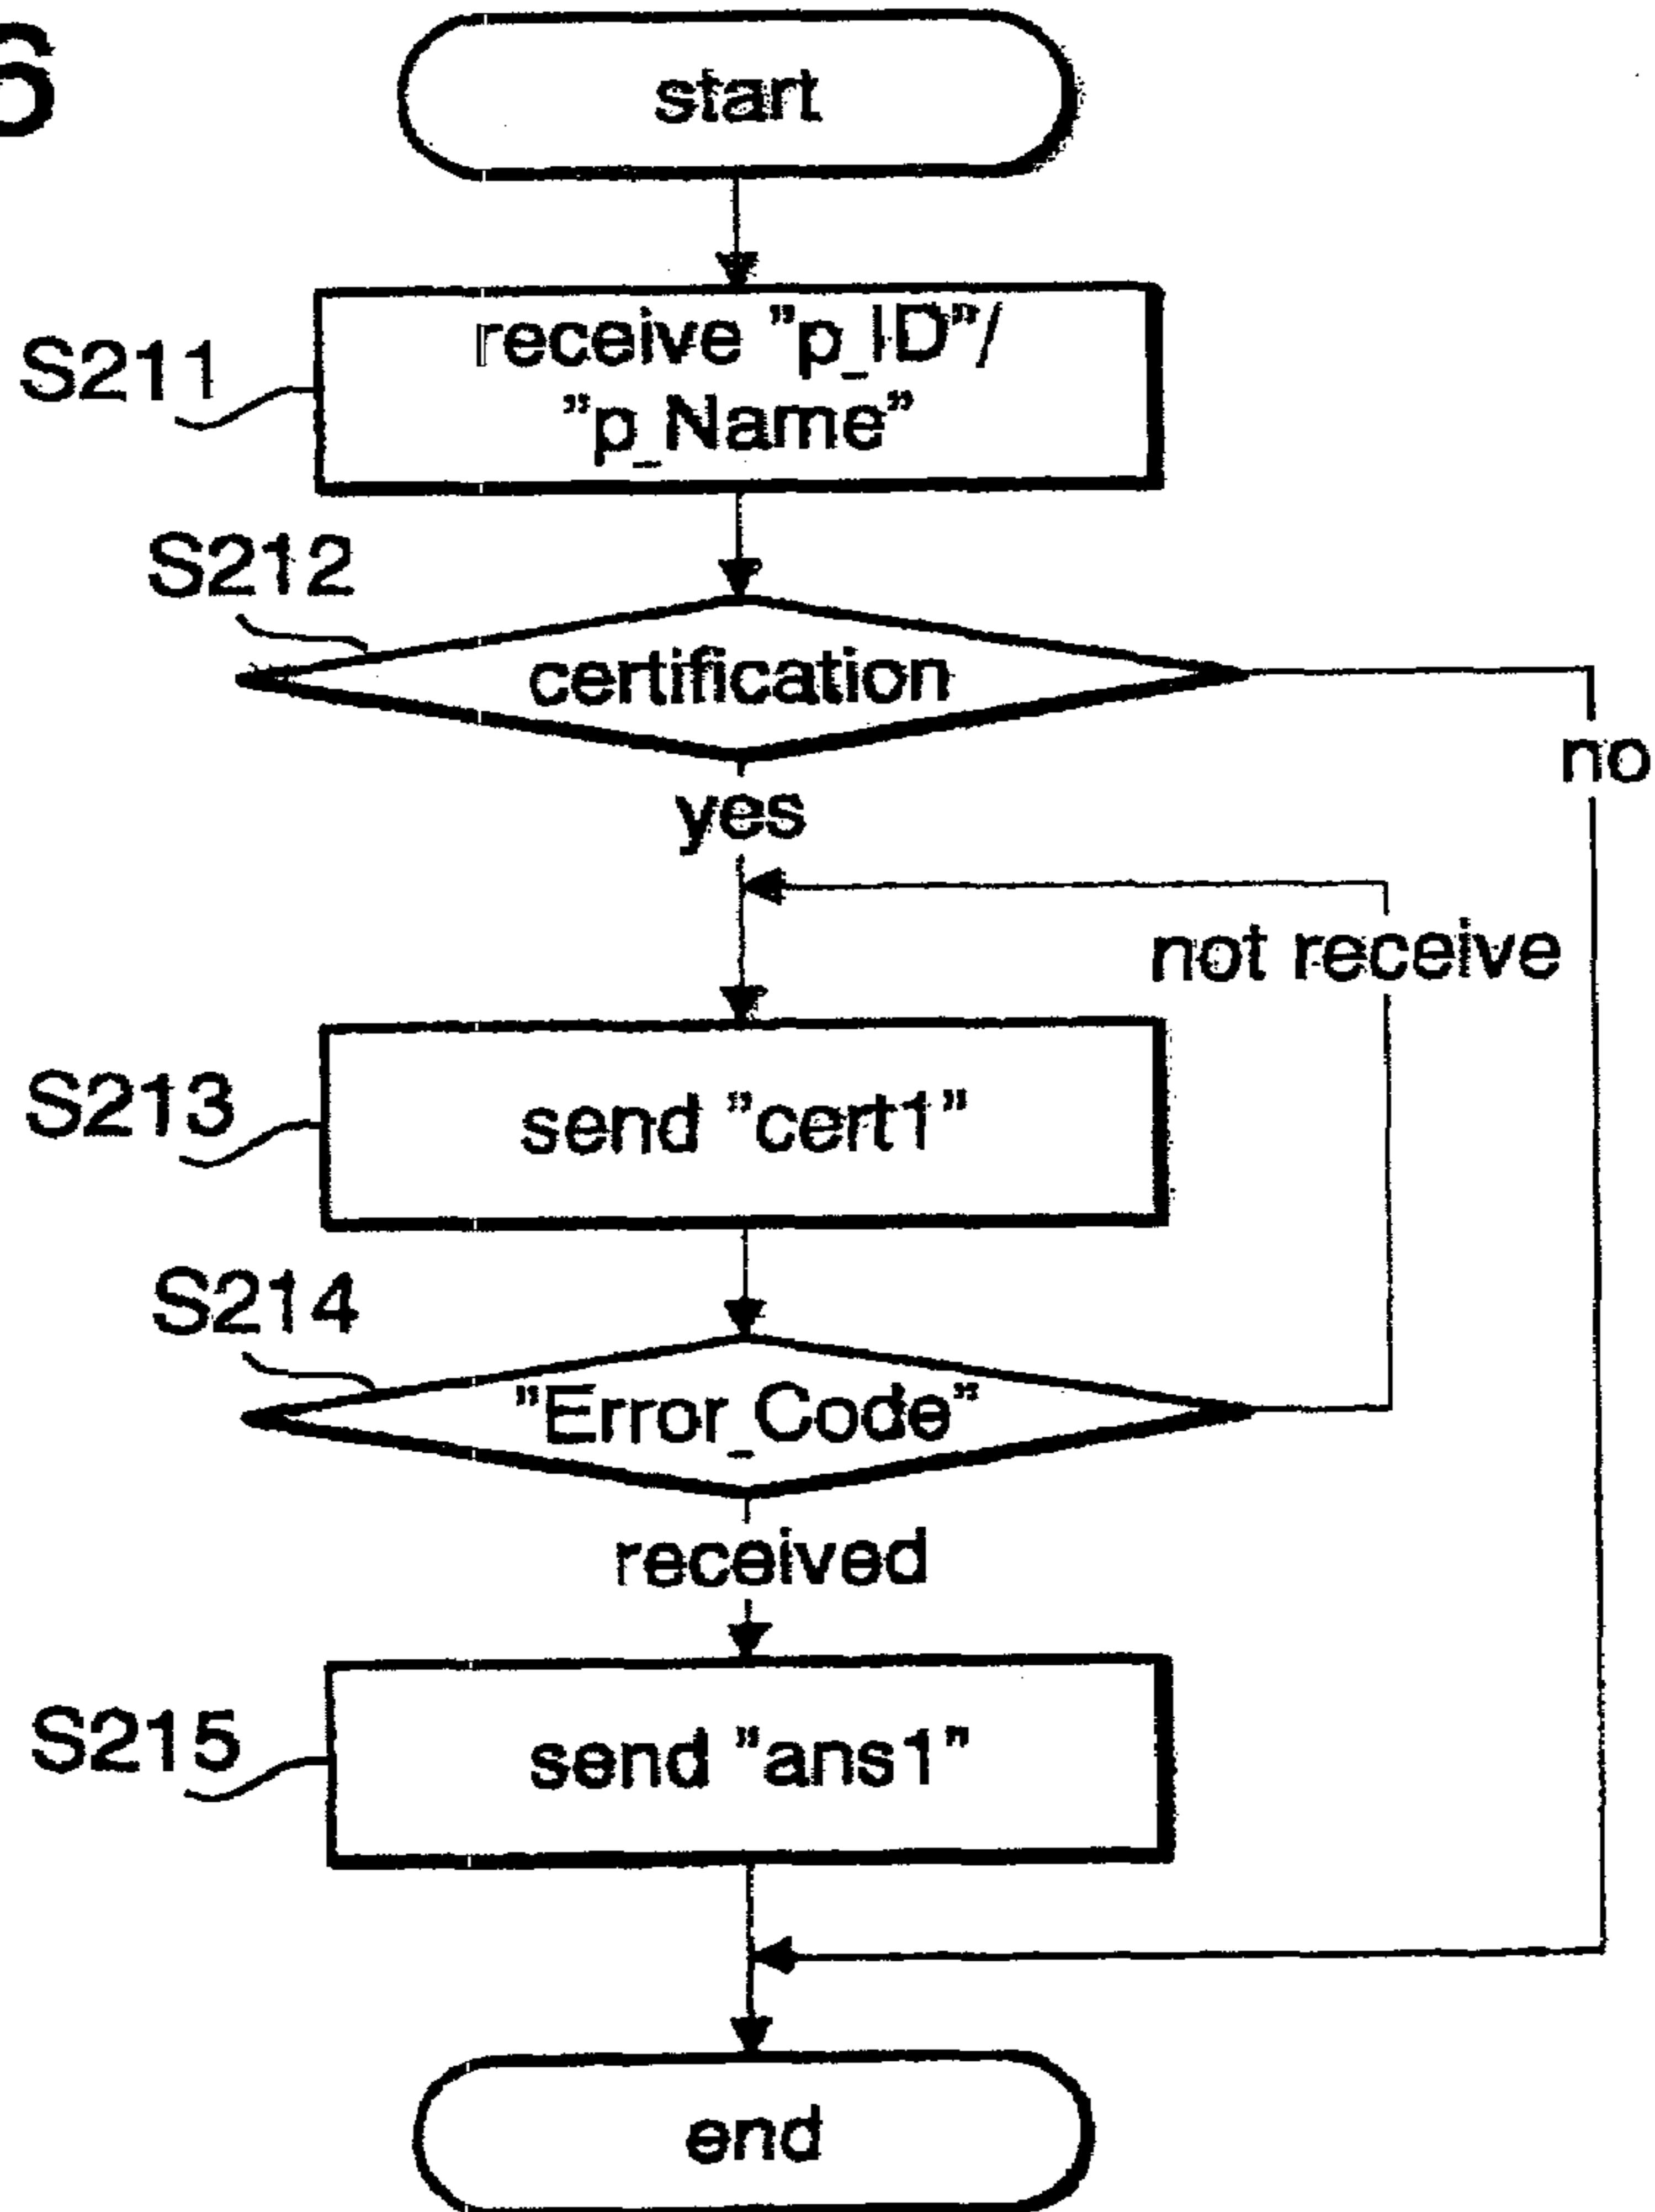 6
start
S211
receive "p_ID"/
"p_Name"
S212
certification
no
yes
not receive
S213
send "cert1"
S214
"Error_Code"
received
S215
send "ans1"
end